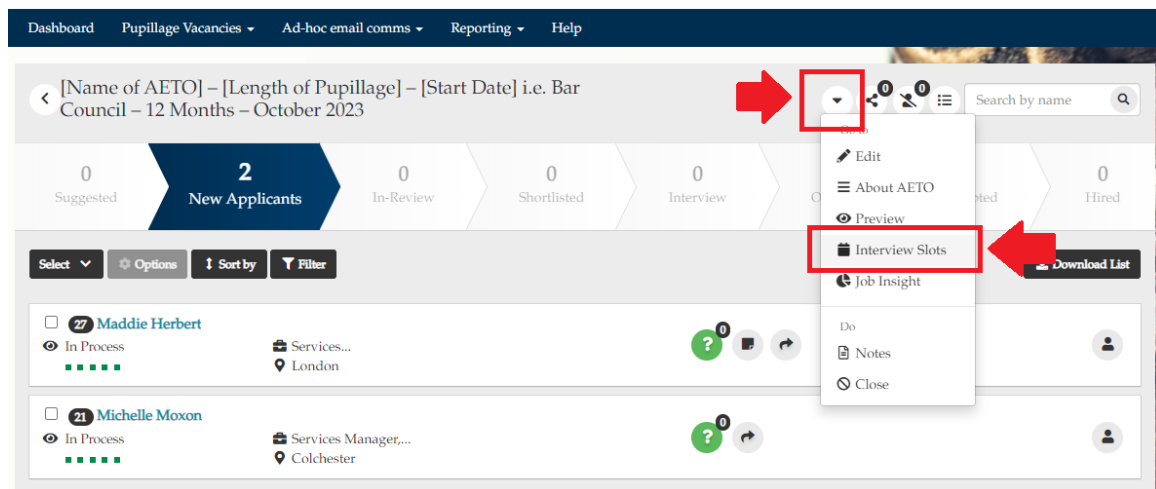 Dashboard Pupillage Vacancies Ad-hoc email comms Reporting Help
[Name of AETO] – [Length of Pupillage] – [Start Date] i.e. Bar
Council – 12 Months – October 2023
0 0 Search by name
Go to
Edit
About AETO
Preview
Interview Slots
Job Insight
Do
Notes
Close
0
Suggested
2
New Applicants
0
In-Review
0
Shortlisted
0
Interview
0
Hired
Select Options Sort by Filter Download List
27 Maddie Herbert
In Process Services...
London
0
?
21 Michelle Moxon
In Process Services Manager,...
Colchester
0
?